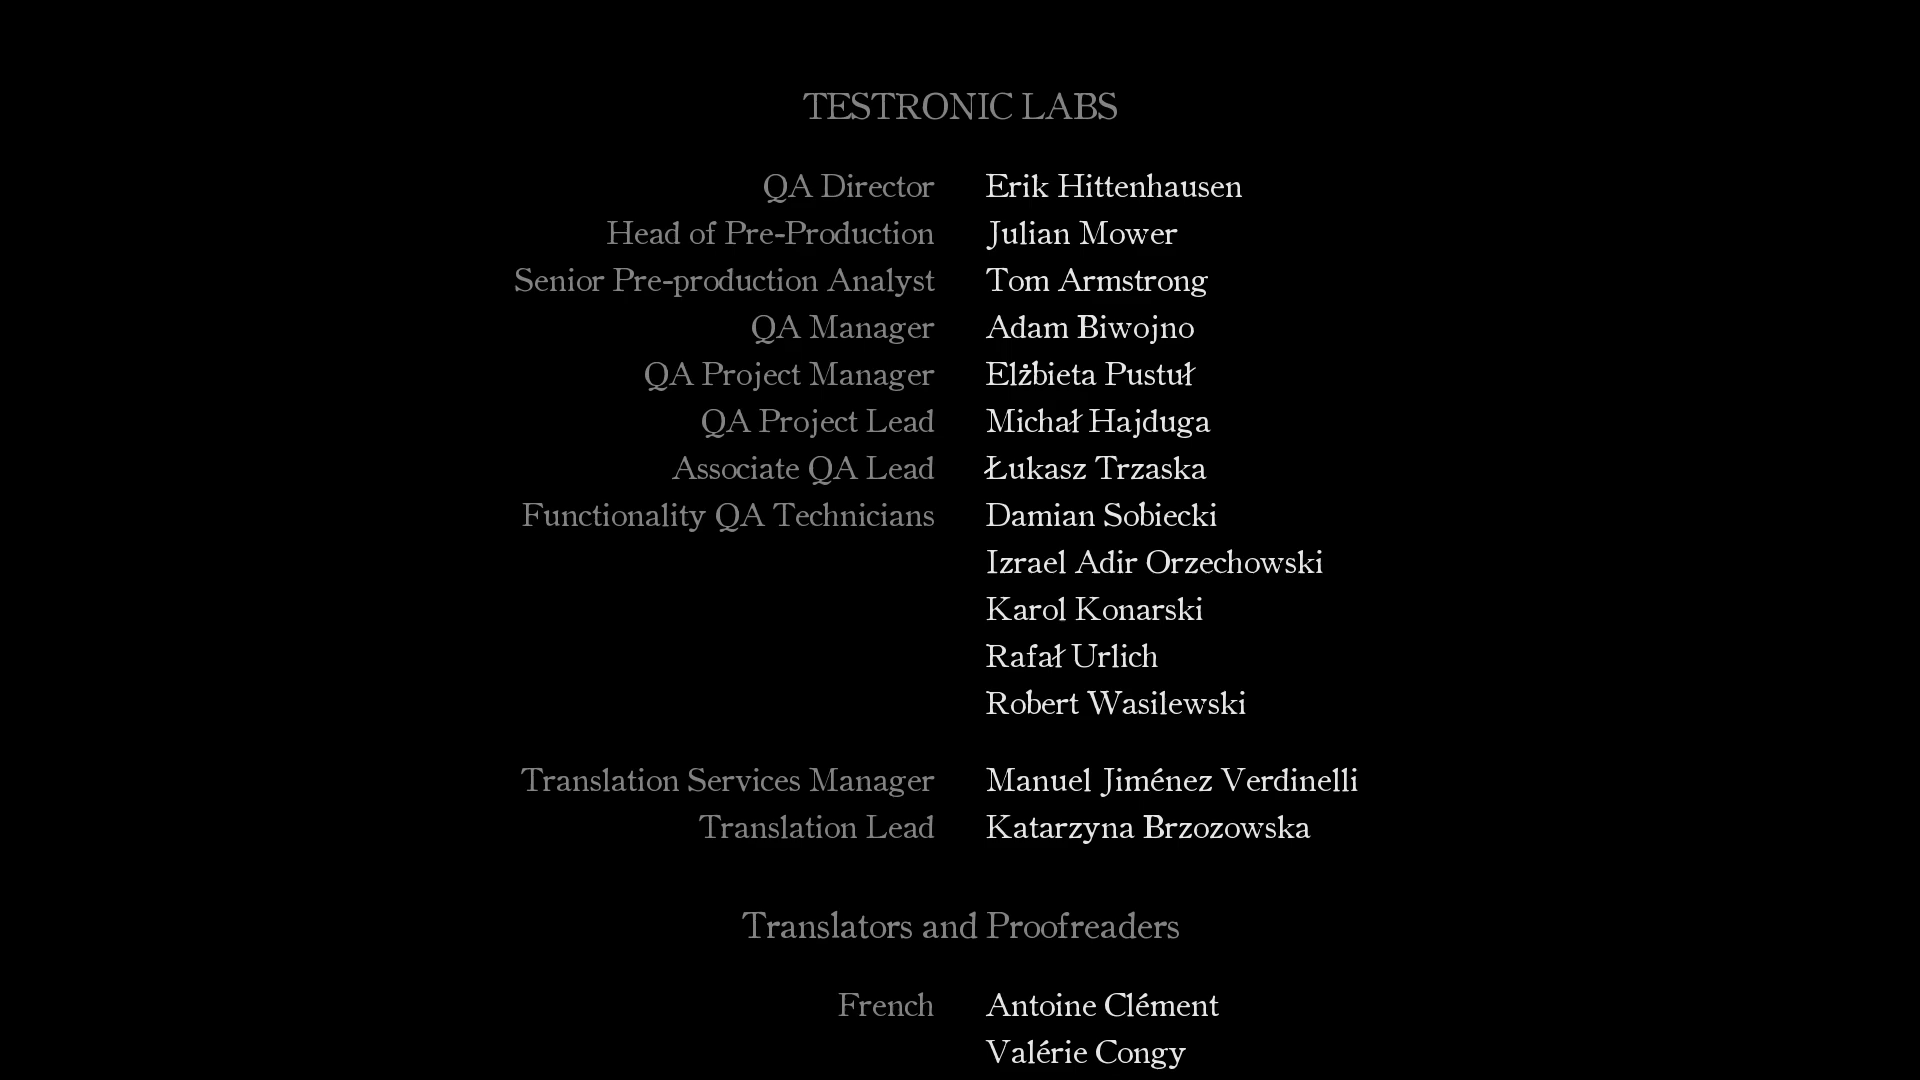 TESTRONIC LABS
QA Director Erik Hittenhausen
Head of Pre-Production Julian Mower
Senior Pre-production Analyst Tom Armstrong
QA Manager Adam Biwojno
QA Project Manager Elżbieta Pustuł
QA Project Lead Michał Hajduga
Associate QA Lead Łukasz Trzaska
Functionality QA Technicians Damian Sobiecki
Izrael Adir Orzechowski
Karol Konarski
Rafał Urlich
Robert Wasilewski
Translation Services Manager Manuel Jiménez Verdinelli
Translation Lead Katarzyna Brzozowska
Translators and Proofreaders
French Antoine Clément
Valérie Congy